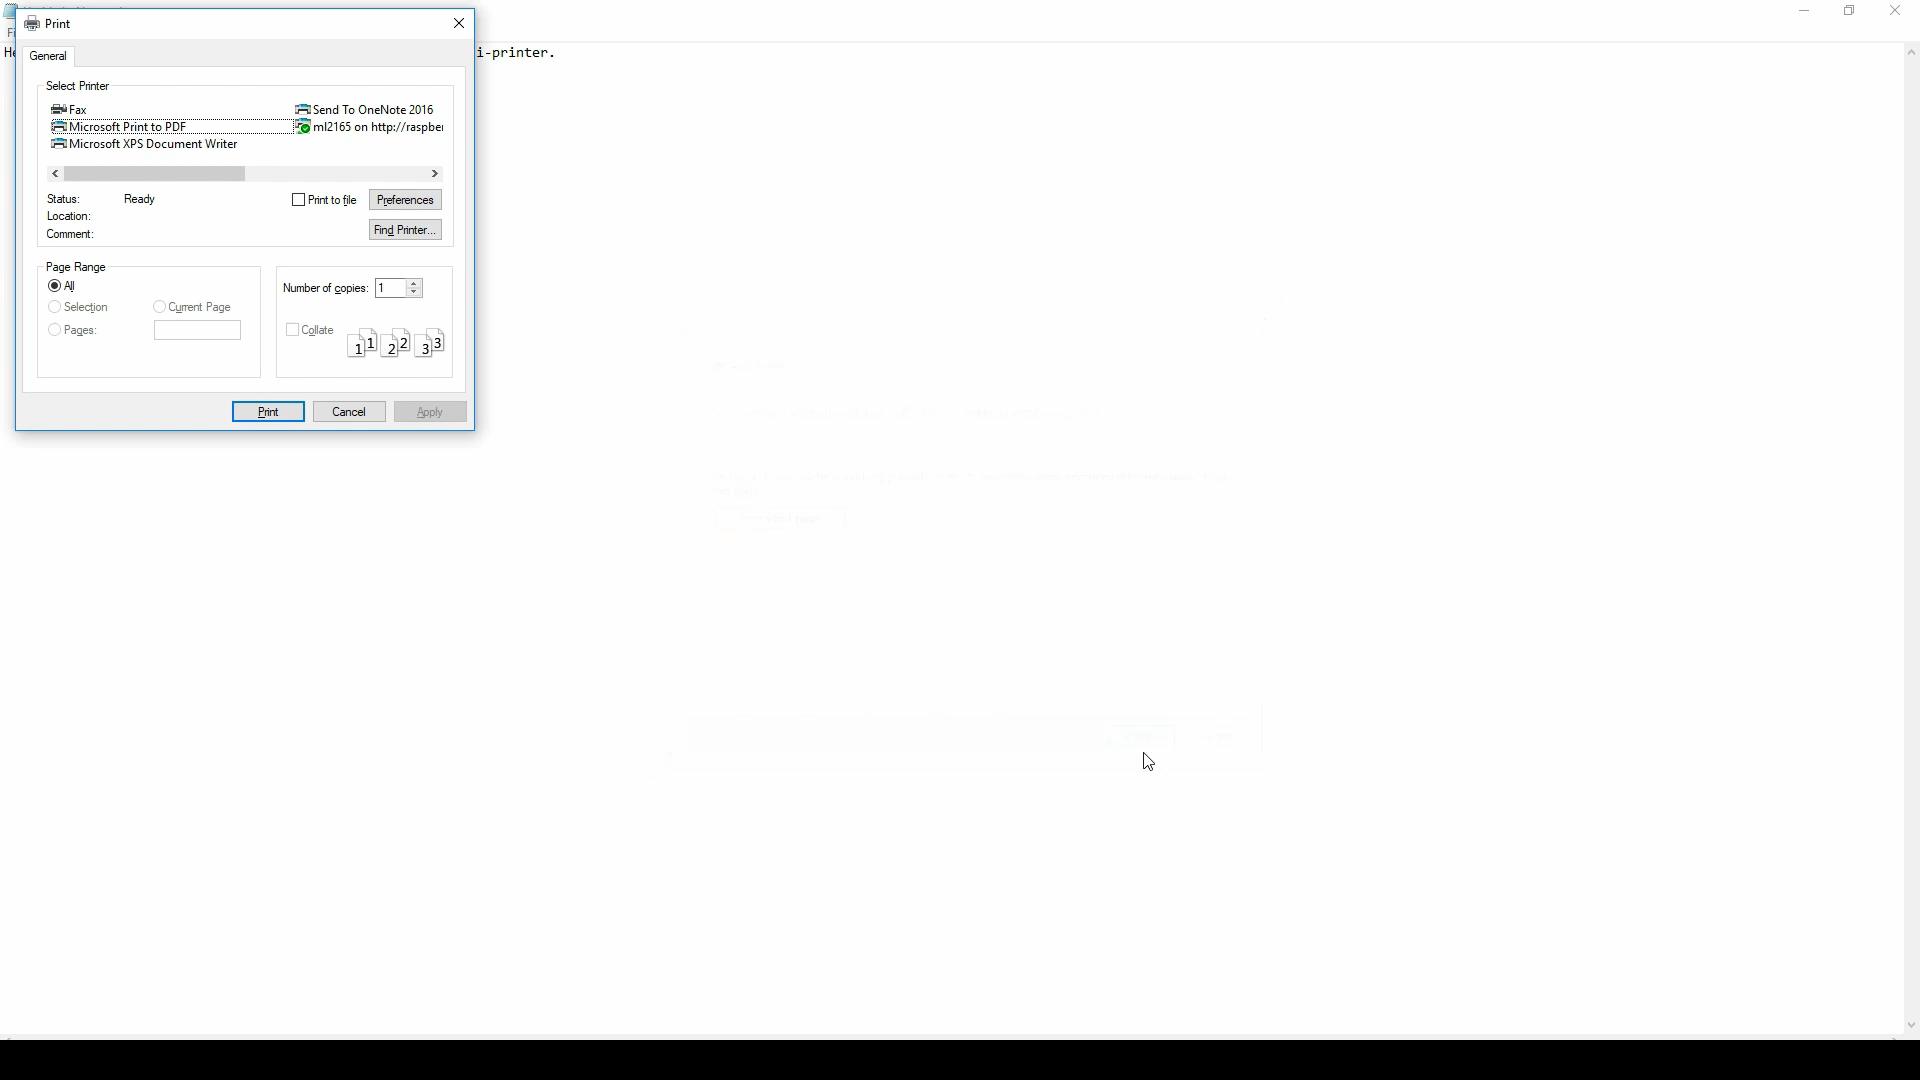 Print
General
i-printer.
Select Printer
Fax
Send To OneNote 2016
Microsoft Print to PDF
ml2165 on http://raspber
Microsoft XPS Document Writer
Status: Ready
Print to file
Preferences
Location:
Comment:
Find Printer...
Page Range
All
Selection
Current Page
Pages:
Number of copies: 1
Collate
1 1 2 2 3 3
Print
Cancel
Apply